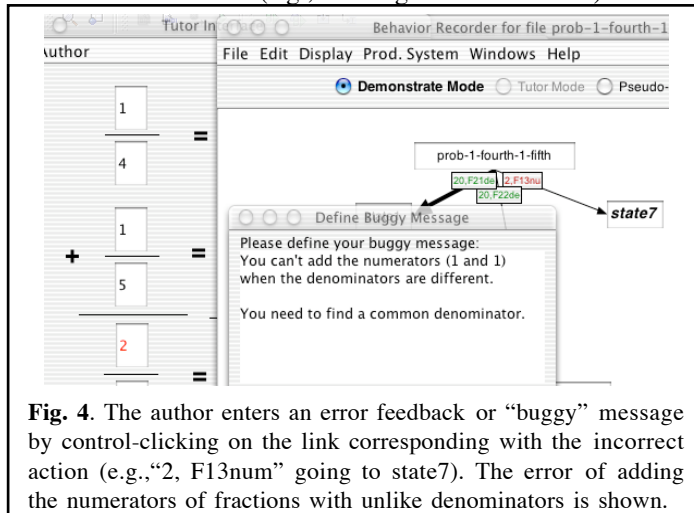 Tutor In
Behavior Recorder for file prob-1-fourth-1
Author
File Edit Display Prod. System Windows Help
Demonstrate Mode Tutor Mode Pseudo-
1
=
4
prob-1-fourth-1-fifth
20,F21de 2,F13nu
20,F22de
state7
1
+ =
5
2
=
Define Buggy Message
Please define your buggy message:
You can't add the numerators (1 and 1)
when the denominators are different.
You need to find a common denominator.
Fig. 4. The author enters an error feedback or “buggy” message
by control-clicking on the link corresponding with the incorrect
action (e.g.,“2, F13num” going to state7). The error of adding
the numerators of fractions with unlike denominators is shown.